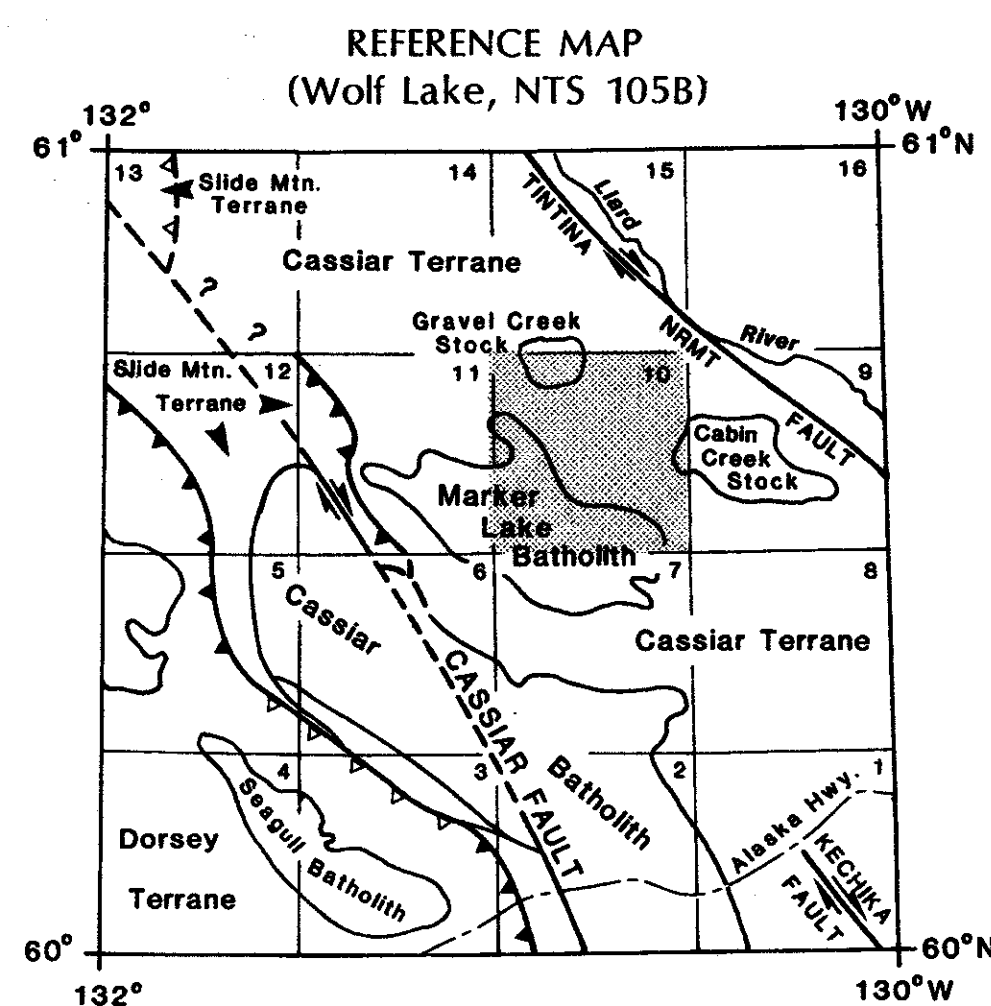 REFERENCE MAP
(Wolf Lake, NTS 105B)
132°
130°W
61°
61°N
13
14
15
16
Slide Mtn.
Terrane
Liard
TINTINA
Cassiar Terrane
?
?
Gravel Creek
Stock
NRMT
River
Slide Mtn.
12
11
10
9
Terrane
FAULT
Cabin
Creek
Stock
Marker
Lake
Batholith
5
6
7
8
?
Cassiar
Cassiar Terrane
CASSIAR FAULT
4
3
Batholith
2
1
Seagull Batholith
Alaska Hwy.
Dorsey
Terrane
KECHIKA
FAULT
60°
60°N
132°
130°W